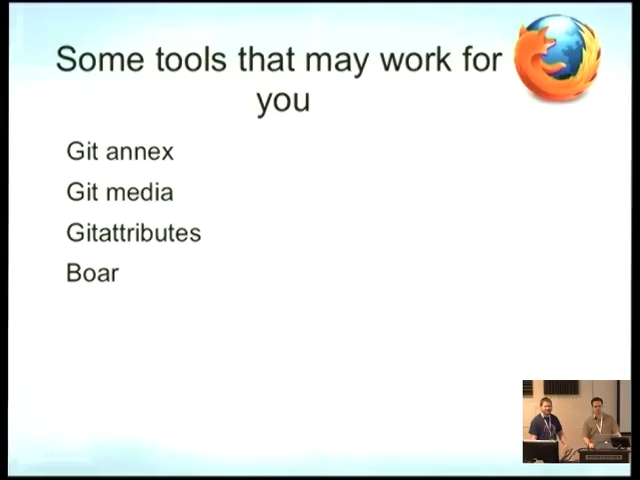 Some tools that may work for
you
Git annex
Git media
Gitattributes
Boar